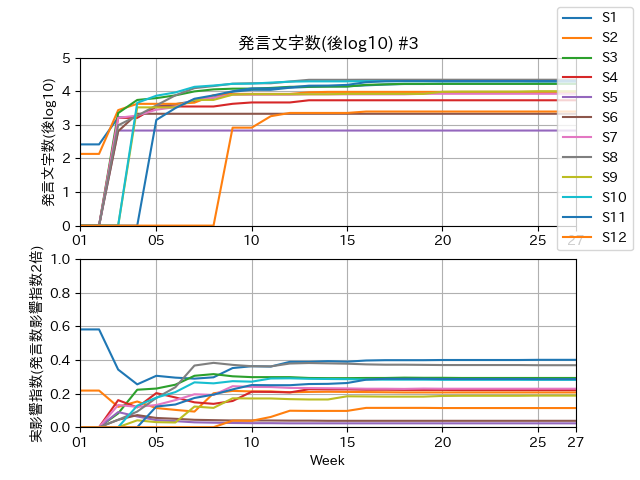 発言文字数(後log10) #3
発言文字数(後log10)
5
4
3
2
1
0
01 05 10 15 20 25 27
S1
S2
S3
S4
S5
S6
S7
S8
S9
S10
S11
S12
実影響指数(発言数影響指数2倍)
1.0
0.8
0.6
0.4
0.2
0.0
01 05 10 15 20 25 27
Week